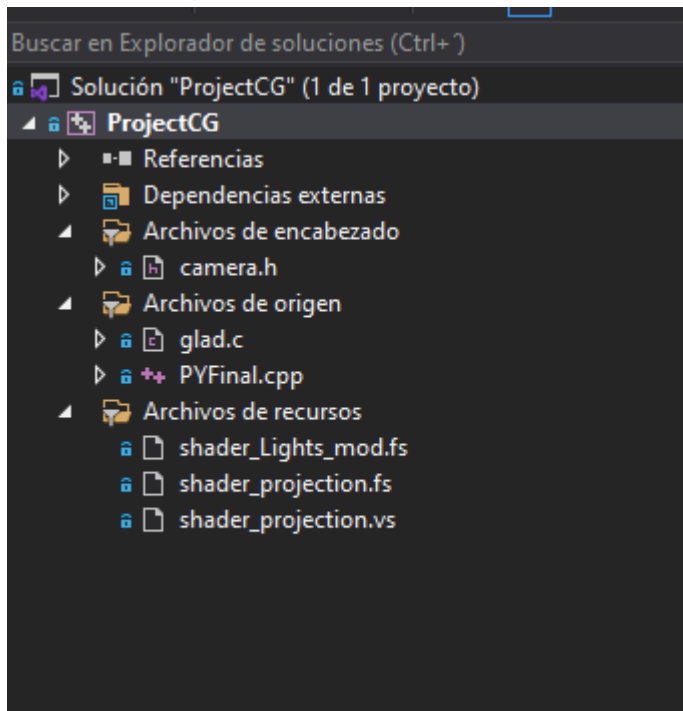 Buscar en Explorador de soluciones (Ctrl+´)
Solución "ProjectCG" (1 de 1 proyecto)
ProjectCG
Referencias
Dependencias externas
Archivos de encabezado
camera.h
Archivos de origen
glad.c
PYFinal.cpp
Archivos de recursos
shader_Lights_mod.fs
shader_projection.fs
shader_projection.vs